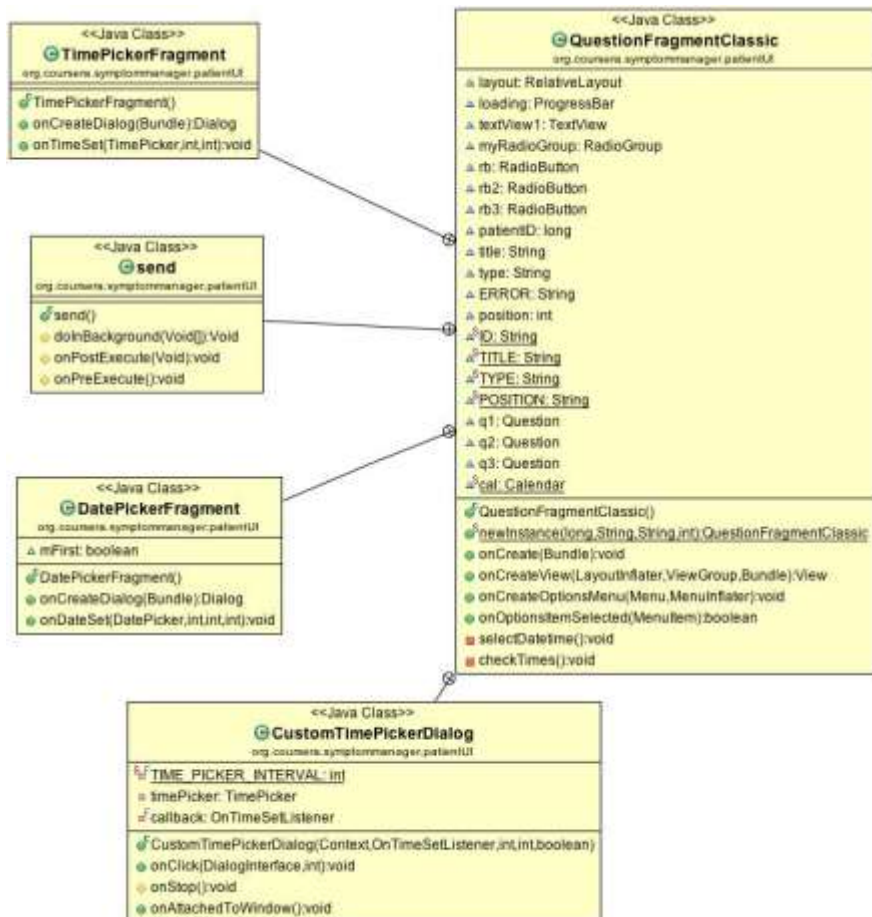 <<Java Class>>
TimePickerFragment
org.coursera.symptommanager.patientUI
TimePickerFragment()
onCreateDialog(Bundle):Dialog
onTimeSet(TimePicker,int,int):void
<<Java Class>>
send
org.coursera.symptommanager.patientUI
send()
doInBackground(Void[]):Void
onPostExecute(Void):void
onPreExecute():void
<<Java Class>>
DatePickerFragment
org.coursera.symptommanager.patientUI
mFirst: boolean
DatePickerFragment()
onCreateDialog(Bundle):Dialog
onDateSet(DatePicker,int,int,int):void
<<Java Class>>
QuestionFragmentClassic
org.coursera.symptommanager.patientUI
layout: RelativeLayout
loading: ProgressBar
textView1: TextView
myRadioGroup: RadioGroup
rb: RadioButton
rb2: RadioButton
rb3: RadioButton
patientID: long
title: String
type: String
ERROR: String
position: int
ID: String
TITLE: String
TYPE: String
POSITION: String
q1: Question
q2: Question
q3: Question
cal: Calendar
QuestionFragmentClassic()
newInstance(long,String,String,int):QuestionFragmentClassic
onCreate(Bundle):void
onCreateView(LayoutInflater,ViewGroup,Bundle):View
onCreateOptionsMenu(Menu,MenuInflater):void
onOptionsItemSelected(MenuItem):boolean
selectDatetime():void
checkTimes():void
<<Java Class>>
CustomTimePickerDialog
org.coursera.symptommanager.patientUI
TIME_PICKER_INTERVAL: int
timePicker: TimePicker
callback: OnTimeSetListener
CustomTimePickerDialog(Context,OnTimeSetListener,int,int,boolean)
onClick(DialogInterface,int):void
onStop():void
onAttachedToWindow():void